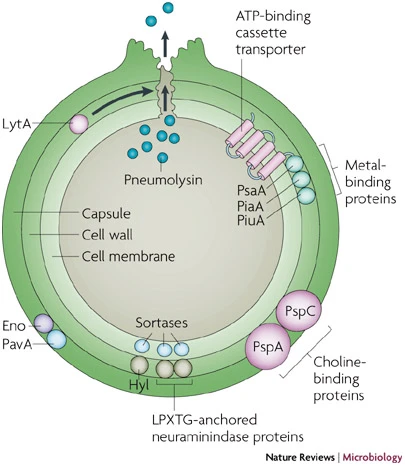 ATP-binding
cassette
transporter
LytA
Pneumolysin
PsaA
PiaA
PiuA
Metal-
binding
proteins
Capsule
Cell wall
Cell membrane
Eno
PavA
Sortases
Hyl
PspC
PspA
Choline-
binding
proteins
LPXTG-anchored
neuraminindase proteins
Nature Reviews | Microbiology